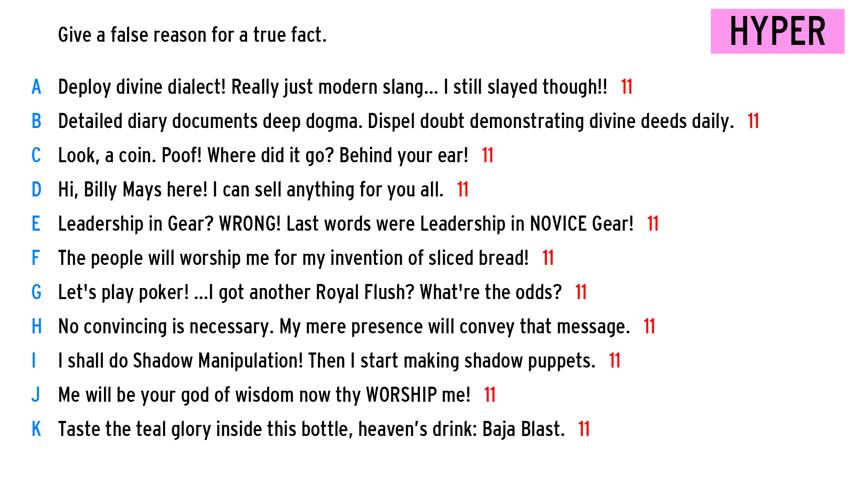 Give a false reason for a true fact.
HYPER
A Deploy divine dialect! Really just modern slang... I still slayed though!! 11
B Detailed diary documents deep dogma. Dispel doubt demonstrating divine deeds daily. 11
C Look, a coin. Poof! Where did it go? Behind your ear! 11
D Hi, Billy Mays here! I can sell anything for you all. 11
E Leadership in Gear? WRONG! Last words were Leadership in NOVICE Gear! 11
F The people will worship me for my invention of sliced bread! 11
G Let's play poker! ...I got another Royal Flush? What're the odds? 11
H No convincing is necessary. My mere presence will convey that message. 11
I I shall do Shadow Manipulation! Then I start making shadow puppets. 11
J Me will be your god of wisdom now thy WORSHIP me! 11
K Taste the teal glory inside this bottle, heaven’s drink: Baja Blast. 11